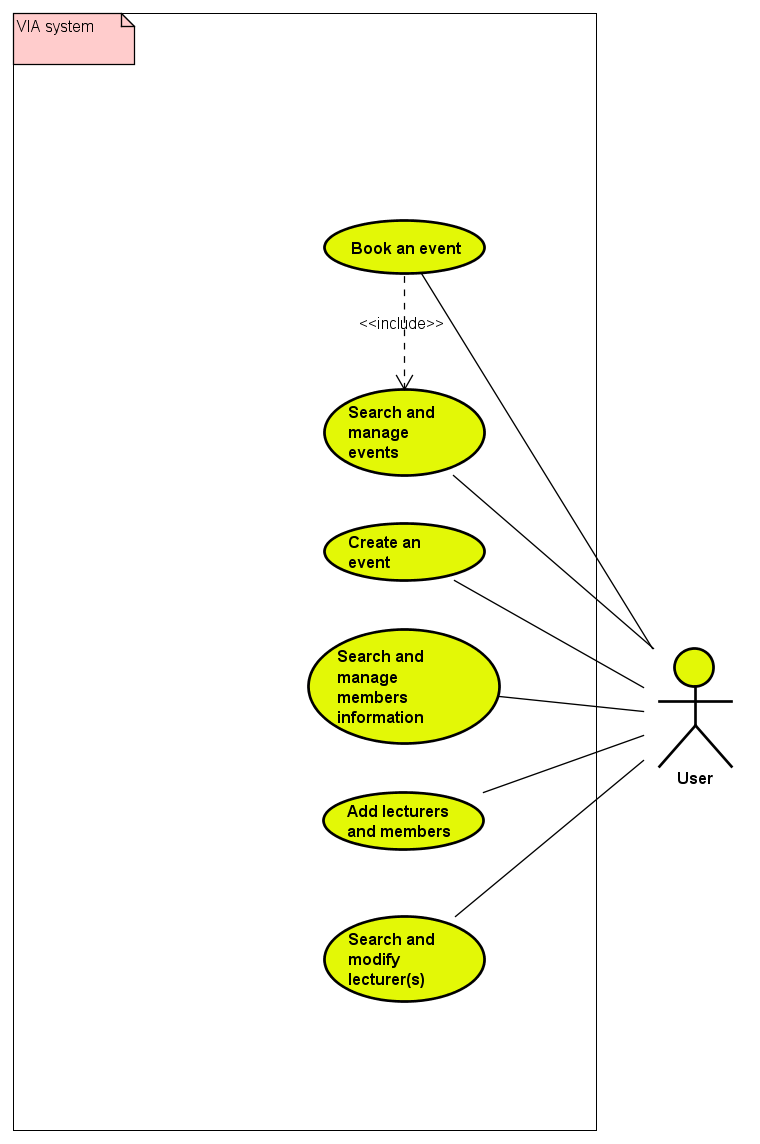 VIA system
Book an event
<<include>>
Search and
manage
events
Create an
event
Search and
manage
members
information
User
Add lecturers
and members
Search and
modify
lecturer(s)